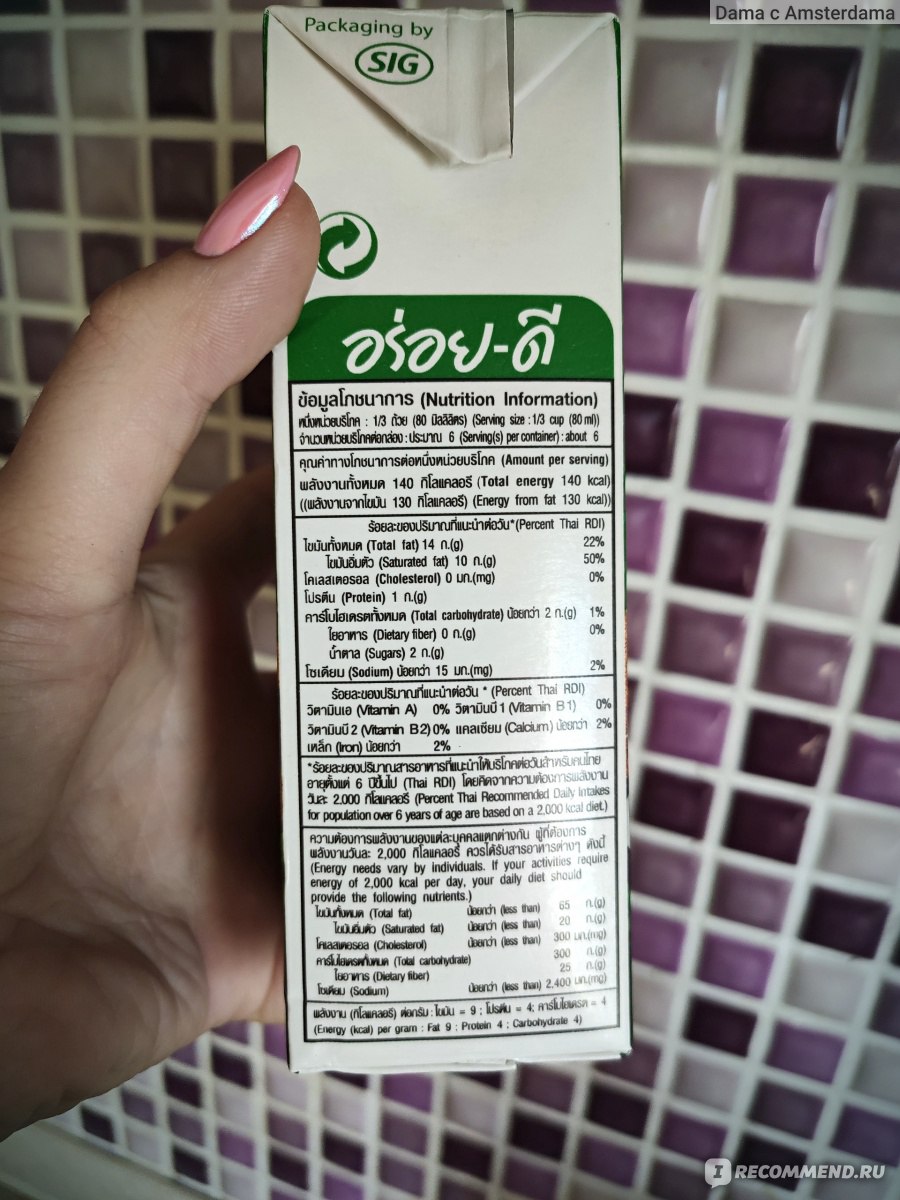 Dama c Amsterdama
Packaging by
SIG
อร่อย-ดี
ข้อมูลโภชนาการ (Nutrition Information)
หนึ่งหน่วยบริโภค : 1/3 ถ้วย (80 มิลลิลิตร) (Serving size : 1/3 cup (80 ml))
จำนวนหน่วยบริโภคต่อกล่อง : ประมาณ 6 (Serving(s) per container) : about 6
คุณค่าทางโภชนาการต่อหนึ่งหน่วยบริโภค (Amount per serving)
พลังงานทั้งหมด 140 กิโลแคลอรี (Total energy 140 kcal)
((พลังงานจากไขมัน 130 กิโลแคลอรี) (Energy from fat 130 kcal))
ร้อยละของปริมาณที่แนะนำต่อวัน*(Percent Thai RDI)
ไขมันทั้งหมด (Total fat) 14 ก.(g) 22%
ไขมันอิ่มตัว (Saturated fat) 10 ก.(g) 50%
โคเลสเตอรอล (Cholesterol) 0 มก.(mg) 0%
โปรตีน (Protein) 1 ก.(g)
คาร์โบไฮเดรตทั้งหมด (Total carbohydrate) น้อยกว่า 2 ก.(g) 1%
ใยอาหาร (Dietary fiber) 0 ก.(g) 0%
น้ำตาล (Sugars) 2 ก.(g)
โซเดียม (Sodium) น้อยกว่า 15 มก.(mg) 2%
ร้อยละของปริมาณที่แนะนำต่อวัน * (Percent Thai RDI)
วิตามินเอ (Vitamin A) 0% วิตามินบี 1 (Vitamin B 1) 0%
วิตามินบี 2 (Vitamin B 2) 0% แคลเซียม (Calcium) น้อยกว่า 2%
เหล็ก (Iron) น้อยกว่า 2%
*ร้อยละของปริมาณสารอาหารที่แนะนำให้บริโภคต่อวันสำหรับคนไทย
อายุตั้งแต่ 6 ปีขึ้นไป (Thai RDI) โดยคิดจากความต้องการพลังงาน
วันละ 2,000 กิโลแคลอรี (Percent Thai Recommended Daily Intakes
for population over 6 years of age are based on a 2,000 kcal diet.)
ความต้องการพลังงานของแต่ละบุคคลแตกต่างกัน ผู้ที่ต้องการ
พลังงานวันละ 2,000 กิโลแคลอรี ควรได้รับสารอาหารต่างๆ ดังนี้
(Energy needs vary by individuals. If your activities require
energy of 2,000 kcal per day, your daily diet should
provide the following nutrients.)
ไขมันทั้งหมด (Total fat) น้อยกว่า (less than) 65 ก.(g)
ไขมันอิ่มตัว (Saturated fat) น้อยกว่า (less than) 20 ก.(g)
โคเลสเตอรอล (Cholesterol) น้อยกว่า (less than) 300 มก.(mg)
คาร์โบไฮเดรตทั้งหมด (Total carbohydrate) 300 ก.(g)
ใยอาหาร (Dietary fiber) 25 ก.(g)
โซเดียม (Sodium) น้อยกว่า (less than) 2,400 มก.(mg)
พลังงาน (กิโลแคลอรี) ต่อกรัม : ไขมัน = 9 ; โปรตีน = 4; คาร์โบไฮเดรต = 4
(Energy (kcal) per gram : Fat 9 ; Protein 4 ; Carbohydrate 4)
IRECOMMEND.RU